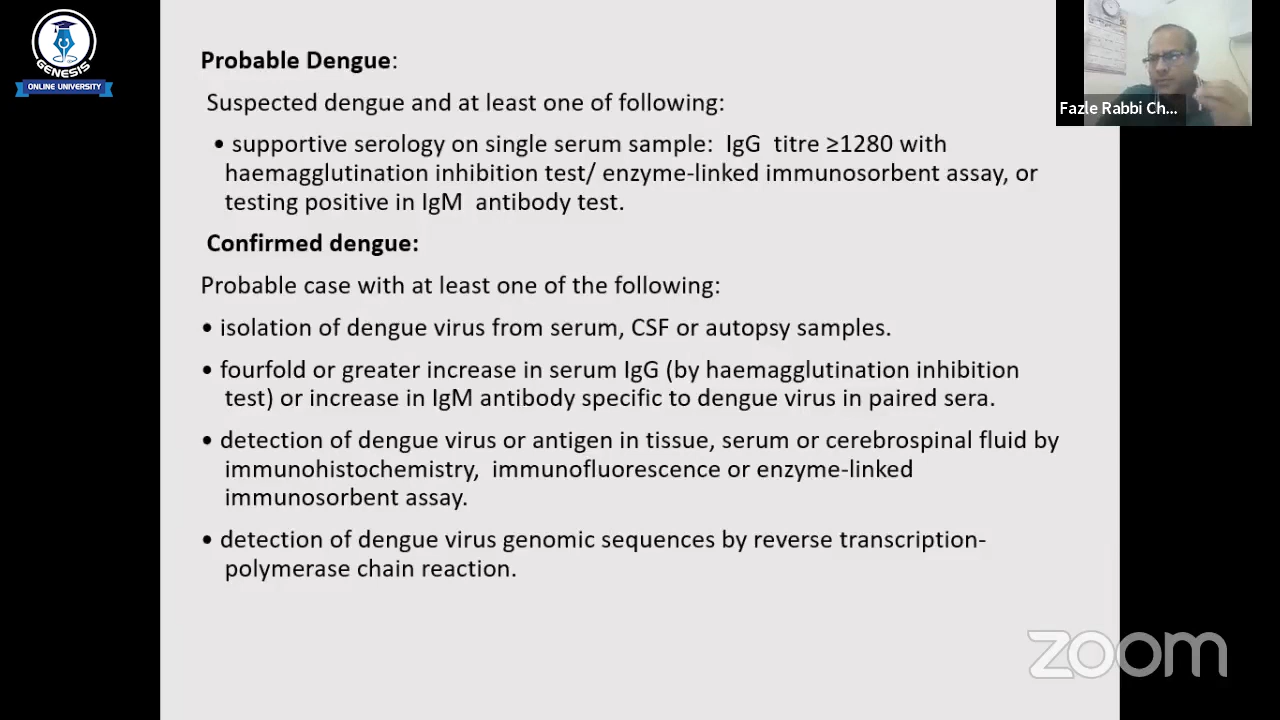 GENESIS
ONLINE UNIVERSITY
Probable Dengue:
Suspected dengue and at least one of following:
• supportive serology on single serum sample: IgG titre ≥1280 with
haemagglutination inhibition test/ enzyme-linked immunosorbent assay, or
testing positive in IgM antibody test.
Confirmed dengue:
Probable case with at least one of the following:
• isolation of dengue virus from serum, CSF or autopsy samples.
• fourfold or greater increase in serum IgG (by haemagglutination inhibition
test) or increase in IgM antibody specific to dengue virus in paired sera.
• detection of dengue virus or antigen in tissue, serum or cerebrospinal fluid by
immunohistochemistry, immunofluorescence or enzyme-linked
immunosorbent assay.
• detection of dengue virus genomic sequences by reverse transcription-
polymerase chain reaction.
Fazle Rabbi Ch...
zoom